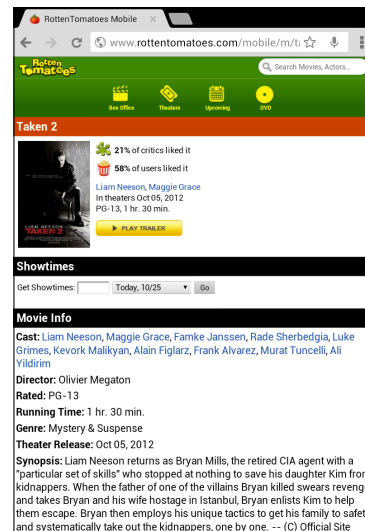 RottenTomatoes Mobile
www.rottentomatoes.com/mobile/m/ta
Rotten
Tomatoes
Search Movies, Actors...
Box Office Theaters Upcoming DVD
Taken 2
21% of critics liked it
58% of users liked it
Liam Neeson, Maggie Grace
In theaters Oct 05, 2012
PG-13, 1 hr. 30 min.
LIAM NEESON
TAKEN 2
PLAY TRAILER
Showtimes
Get Showtimes: Today, 10/25 Go
Movie Info
Cast: Liam Neeson, Maggie Grace, Famke Janssen, Rade Sherbedgia, Luke
Grimes, Kevork Malikyan, Alain Figlarz, Frank Alvarez, Murat Tuncelli, Ali
Yildirim
Director: Olivier Megaton
Rated: PG-13
Running Time: 1 hr. 30 min.
Genre: Mystery & Suspense
Theater Release: Oct 05, 2012
Synopsis: Liam Neeson returns as Bryan Mills, the retired CIA agent with a
"particular set of skills" who stopped at nothing to save his daughter Kim from
kidnappers. When the father of one of the villains Bryan killed swears reveng
and takes Bryan and his wife hostage in Istanbul, Bryan enlists Kim to help
them escape. Bryan then employs his unique tactics to get his family to safet
and systematically take out the kidnappers, one by one. -- (C) Official Site